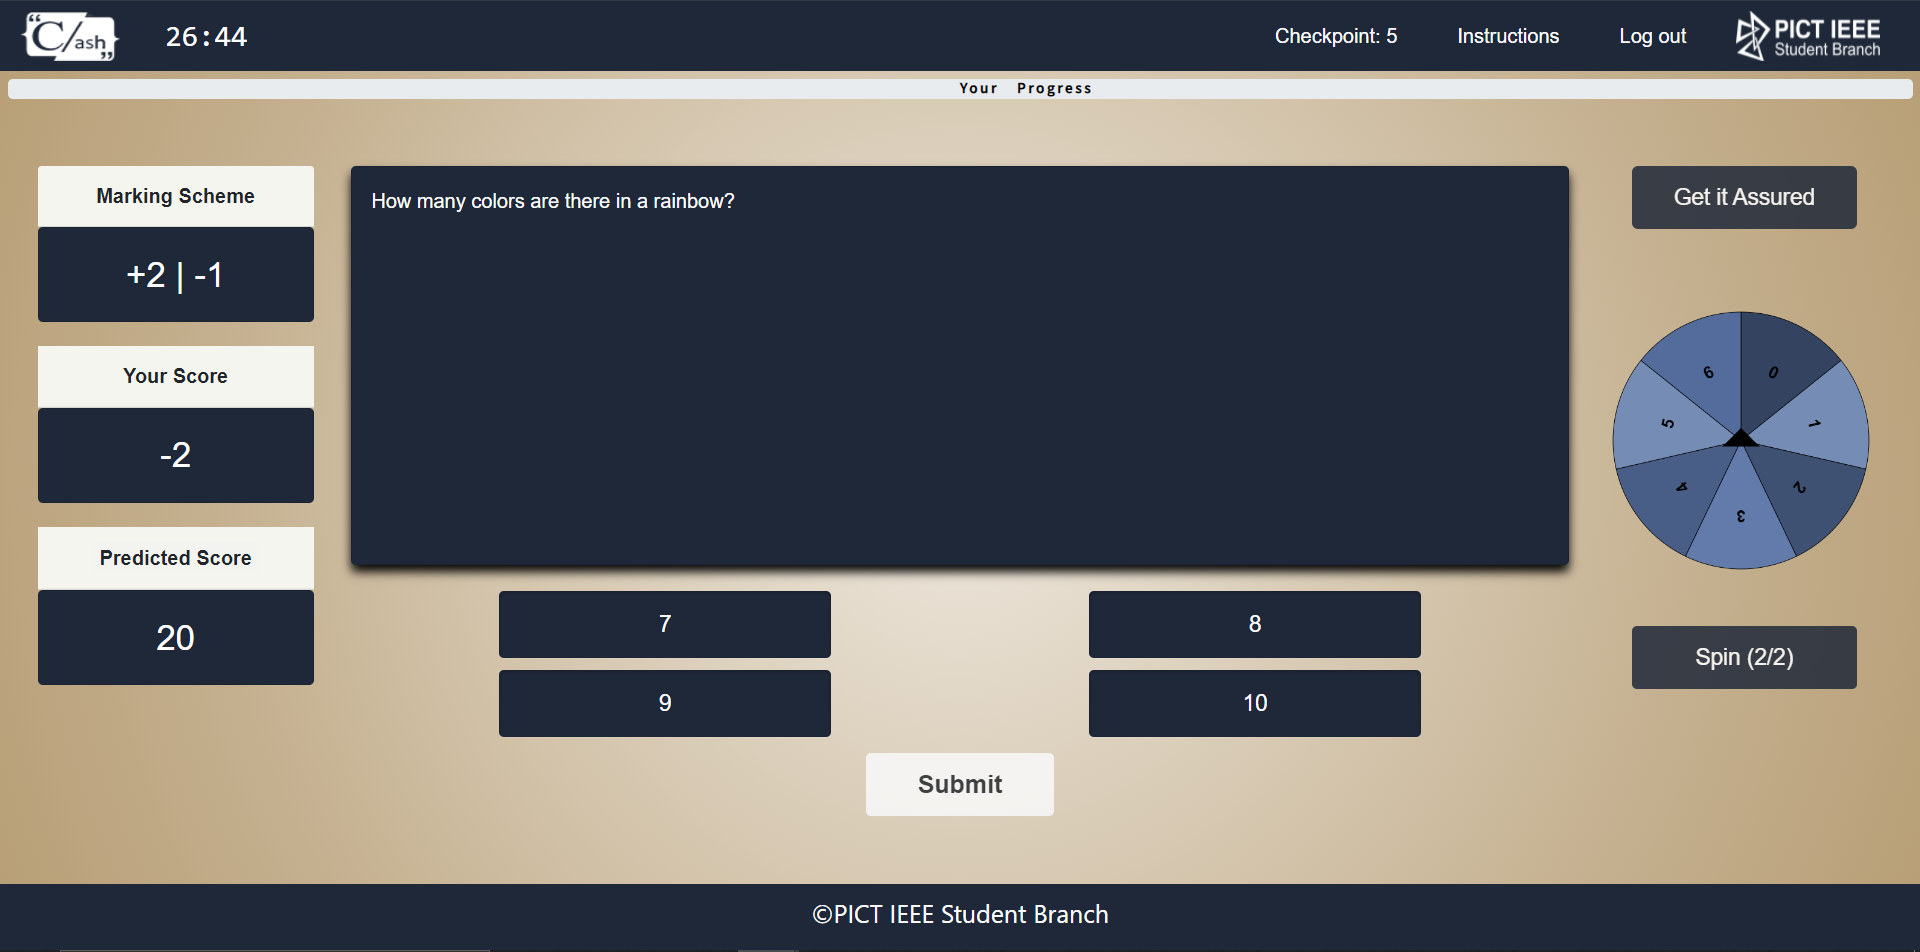 “C/ash„
26:44
Checkpoint: 5
Instructions
Log out
PICT IEEE
Student Branch
Your Progress
Marking Scheme
+2 | -1
Your Score
-2
Predicted Score
20
How many colors are there in a rainbow?
7
8
9
10
Submit
Get it Assured
0
1
2
3
4
5
6
Spin (2/2)
©PICT IEEE Student Branch